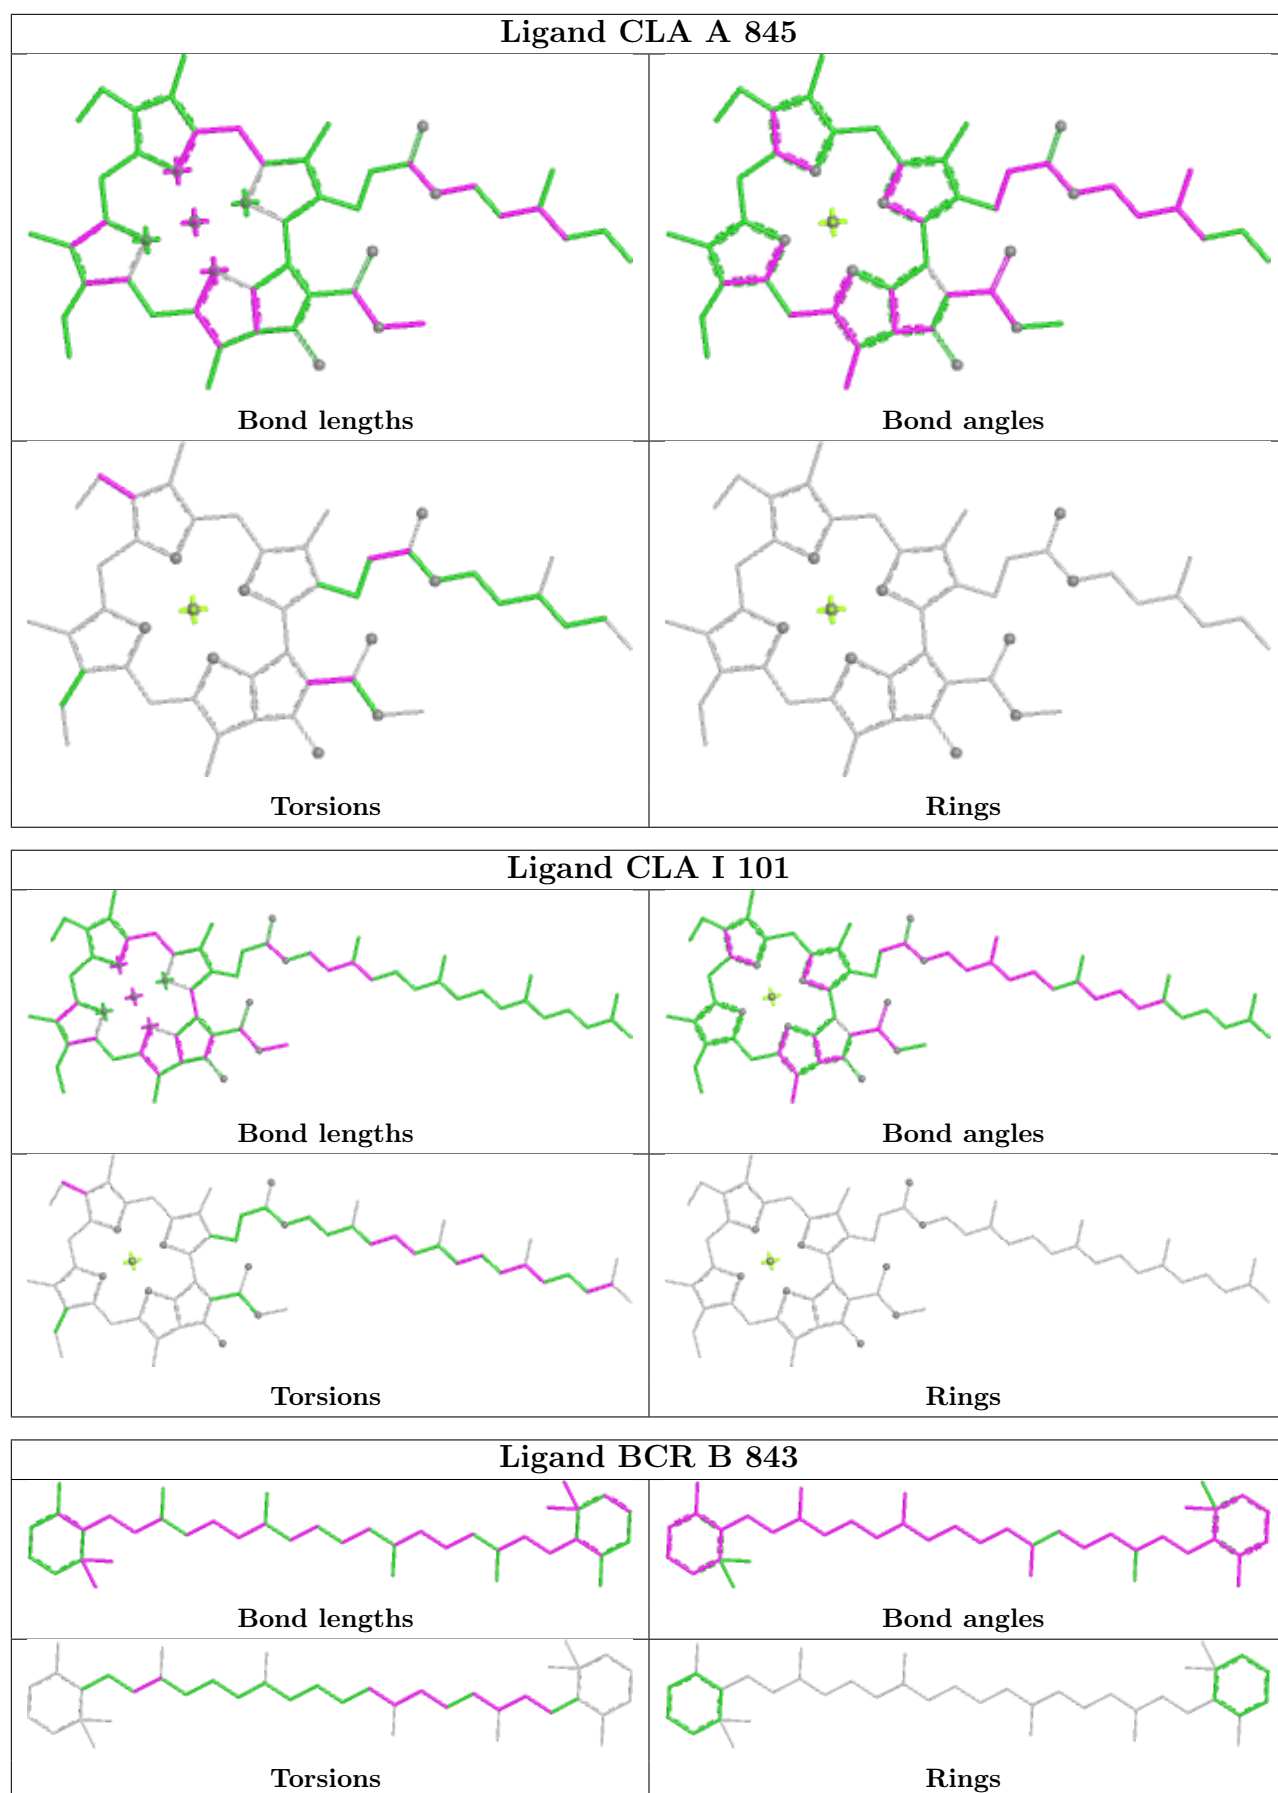 Ligand CLA A 845
Bond lengths
Bond angles
Torsions
Rings
Ligand CLA I 101
Bond lengths
Bond angles
Torsions
Rings
Ligand BCR B 843
Bond lengths
Bond angles
Torsions
Rings